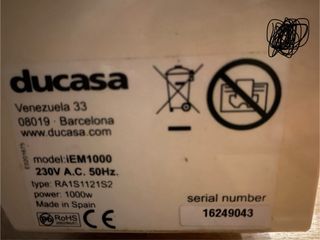 ducasa
Venezuela 33
08019 · Barcelona
www.ducasa.com
model: iEM1000
230V A.C. 50Hz.
type: RA1S1121S2
power: 1000w
Made in Spain
CE
RoHS
serial number
16249043